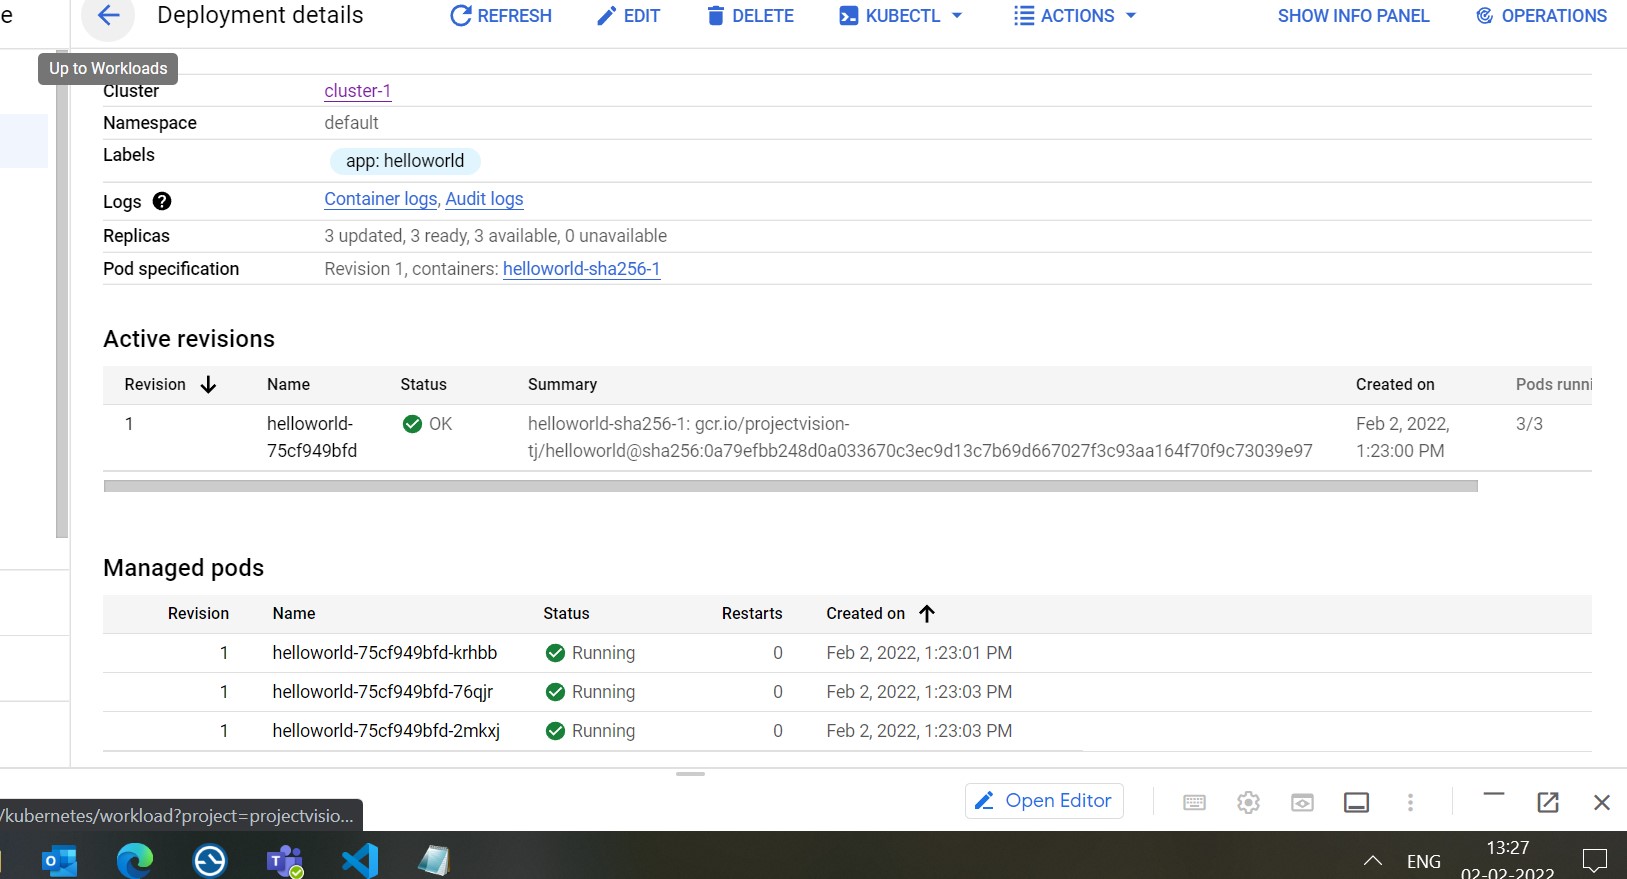 e
Deployment details
REFRESH
EDIT
DELETE
KUBECTL
ACTIONS
SHOW INFO PANEL
OPERATIONS
Up to Workloads
Cluster cluster-1
Namespace default
Labels app: helloworld
Logs ? Container logs, Audit logs
Replicas 3 updated, 3 ready, 3 available, 0 unavailable
Pod specification Revision 1, containers: helloworld-sha256-1
Active revisions
Revision Name Status Summary Created on Pods runni
1 helloworld- OK helloworld-sha256-1: gcr.io/projectvision- Feb 2, 2022, 3/3
75cf949bfd tj/helloworld@sha256:0a79efbb248d0a033670c3ec9d13c7b69d667027f3c93aa164f70f9c73039e97 1:23:00 PM
Managed pods
Revision Name Status Restarts Created on
1 helloworld-75cf949bfd-krhbb Running 0 Feb 2, 2022, 1:23:01 PM
1 helloworld-75cf949bfd-76qjr Running 0 Feb 2, 2022, 1:23:03 PM
1 helloworld-75cf949bfd-2mkxj Running 0 Feb 2, 2022, 1:23:03 PM
Open Editor
/kubernetes/workload?project=projectvisio...
ENG
13:27
02-02-2022